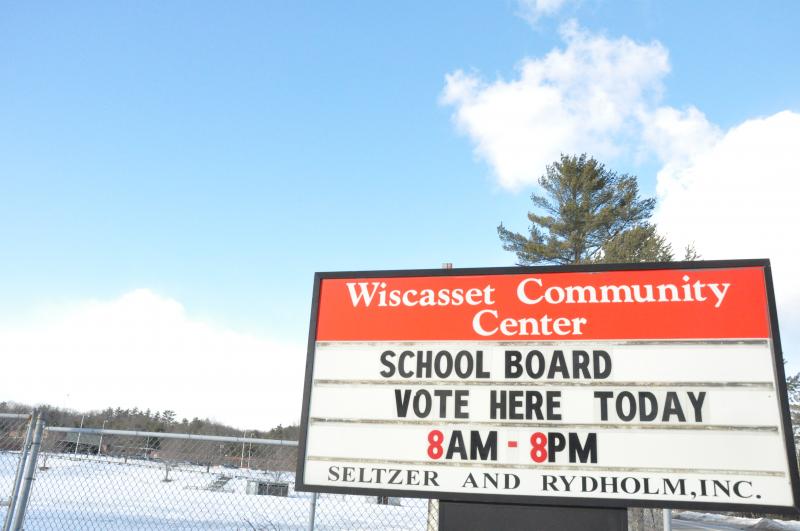 Wiscasset Community
Center
SCHOOL BOARD
VOTE HERE TODAY
8AM - 8PM
SELTZER AND RYDHOLM, INC.